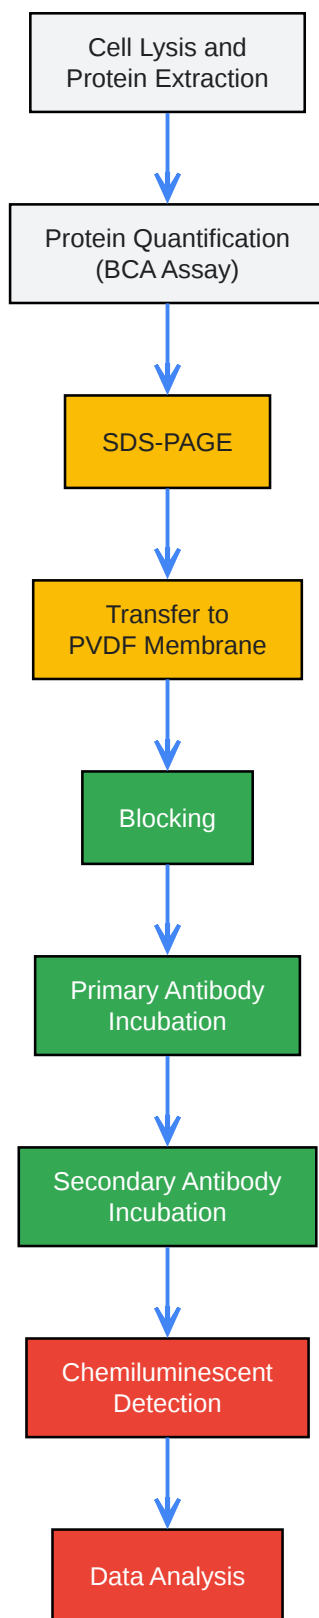 Cell Lysis and
Protein Extraction
Protein Quantification
(BCA Assay)
SDS-PAGE
Transfer to
PVDF Membrane
Blocking
Primary Antibody
Incubation
Secondary Antibody
Incubation
Chemiluminescent
Detection
Data Analysis